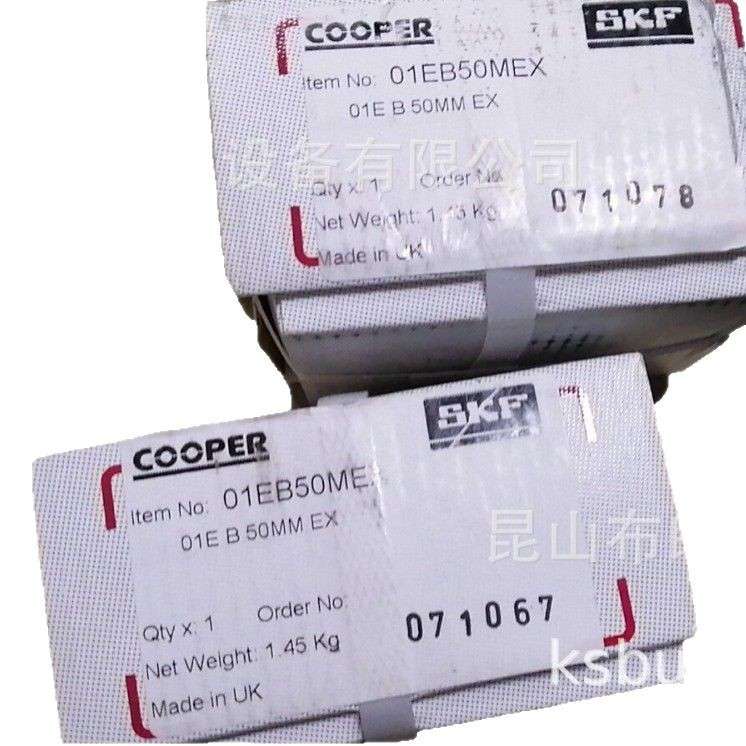 COOPER
SKF
Item No: 01EB50MEX
01E B 50MM EX
设备有限公司
Qty x: 1 Order No:
071078
Net Weight: 1.45 Kg
Made in UK
COOPER
SKF
Item No: 01EB50ME
01E B 50MM EX
昆山布
Qty x: 1 Order No:
071067
Net Weight: 1.45 Kg
ksbu
Made in UK